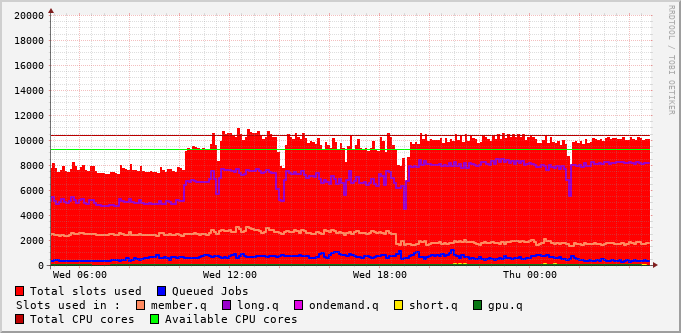 20000
18000
16000
14000
12000
10000
8000
6000
4000
2000
0
Wed 06:00 Wed 12:00 Wed 18:00 Thu 00:00
RRDTOOL / TOBI OETIKER
Total slots used Queued Jobs
Slots used in : member.q long.q ondemand.q short.q gpu.q
Total CPU cores Available CPU cores